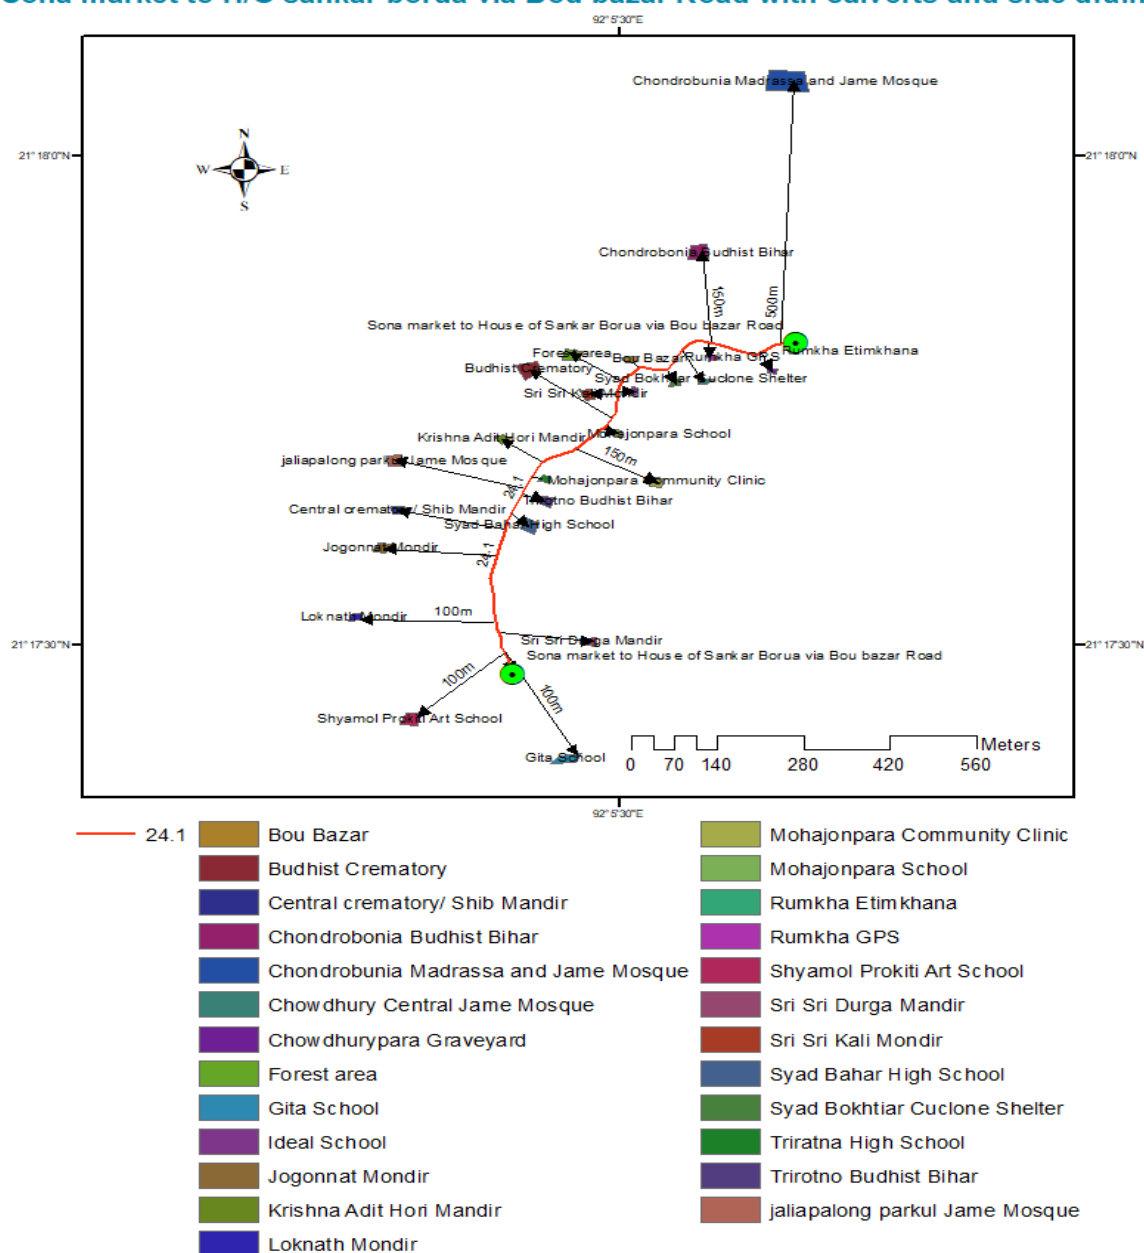 Sona market to H/O sankar borua via Bou bazar Road with culverts and side drain
92°5'30"E
Chondrobunia Madrassa and Jame Mosque
N
21°18'0"N
21°18'0"N
W
E
S
Chondrobonia Budhist Bihar
150m
500m
Sona market to House of Sankar Borua via Bou bazar Road
Forest area
Bou Bazar
Rumkha GPS
Rumkha Etimkhana
Budhist Crematory
Syad Bokhtiar Cuclone Shelter
Sri Sri Kali Mondir
Krishna Adit Hori Mandir
Mohajonpara School
150m
jaliapalong parkul Jame Mosque
24.1
Mohajonpara Community Clinic
Trirotno Budhist Bihar
Central crematory/ Shib Mandir
Syad Bahar High School
Jogonnat Mondir
24.1
Loknath Mondir
100m
21°17'30"N
21°17'30"N
Sri Sri Durga Mandir
Sona market to House of Sankar Borua via Bou bazar Road
100m
100m
Shyamol Prokiti Art School
Gita School
Meters
0 70 140 280 420 560
92°5'30"E
24.1
Bou Bazar
Budhist Crematory
Central crematory/ Shib Mandir
Chondrobonia Budhist Bihar
Chondrobunia Madrassa and Jame Mosque
Chowdhury Central Jame Mosque
Chowdhurypara Graveyard
Forest area
Gita School
Ideal School
Jogonnat Mondir
Krishna Adit Hori Mandir
Loknath Mondir
Mohajonpara Community Clinic
Mohajonpara School
Rumkha Etimkhana
Rumkha GPS
Shyamol Prokiti Art School
Sri Sri Durga Mandir
Sri Sri Kali Mondir
Syad Bahar High School
Syad Bokhtiar Cuclone Shelter
Triratna High School
Trirotno Budhist Bihar
jaliapalong parkul Jame Mosque